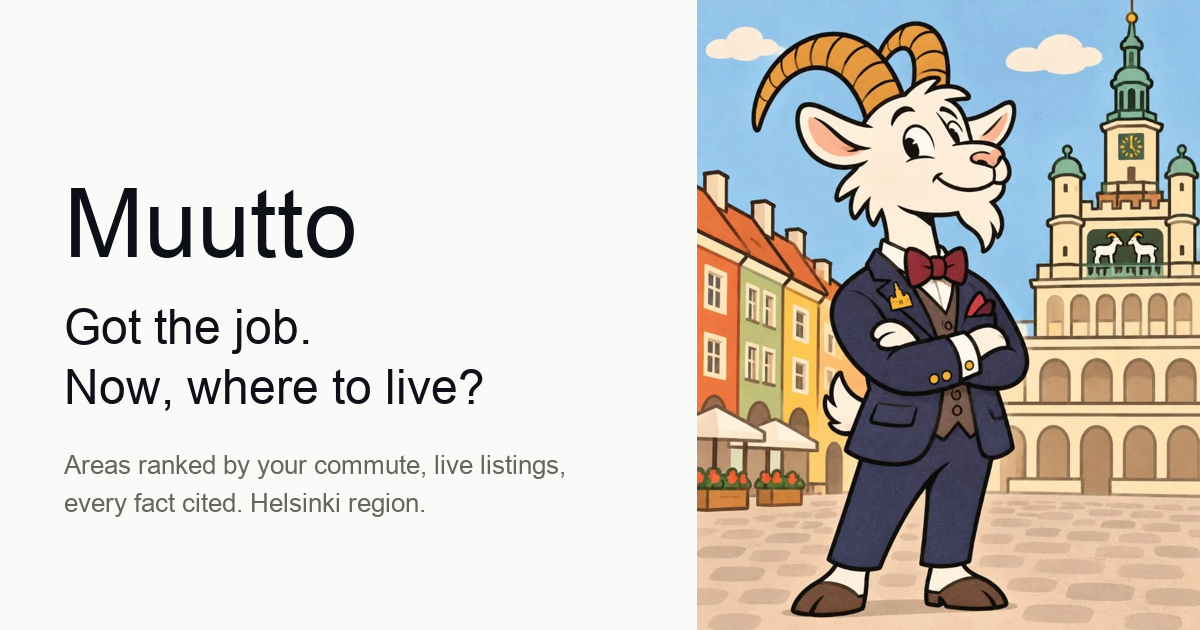 Muutto
Got the job.
Now, where to live?
Areas ranked by your commute, live listings,
every fact cited. Helsinki region.